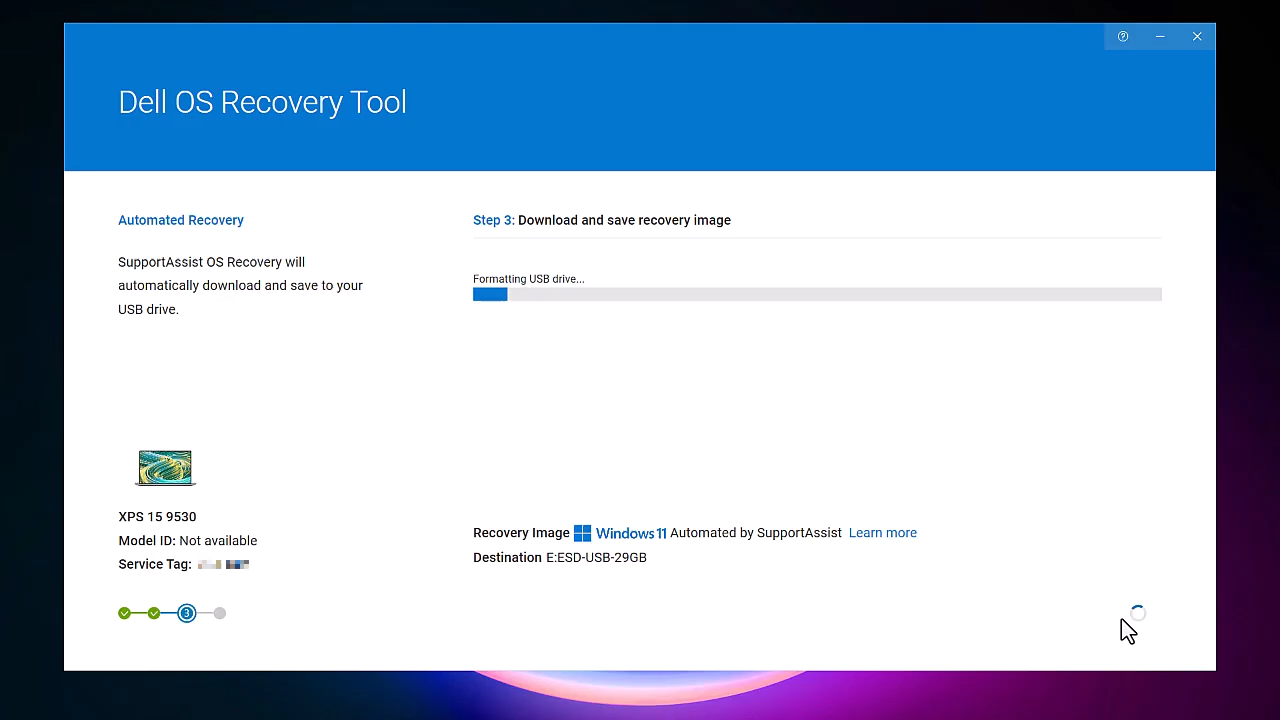 Dell OS Recovery Tool
Automated Recovery
SupportAssist OS Recovery will
automatically download and save to your
USB drive.
Step 3: Download and save recovery image
Formatting USB drive...
XPS 15 9530
Model ID: Not available
Service Tag:
Recovery Image Windows 11 Automated by SupportAssist Learn more
Destination E:ESD-USB-29GB
3